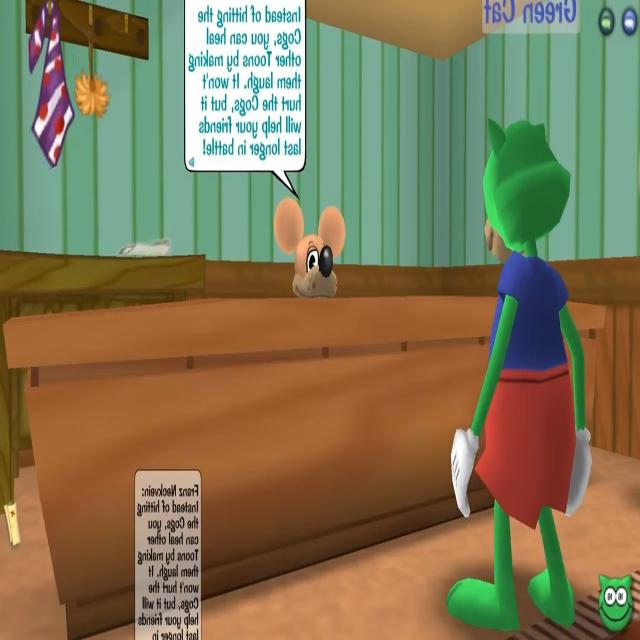 Green Cat
Instead of hitting the
Cogs, you can heal
other Toons by making
them laugh. It won't
hurt the Cogs, but it
will help your friends
last longer in battle!
Franz Neckvein:
Instead of hitting
the Cogs, you
can heal other
Toons by making
them laugh. It
won't hurt the
Cogs, but it will
help your friends
last longer in